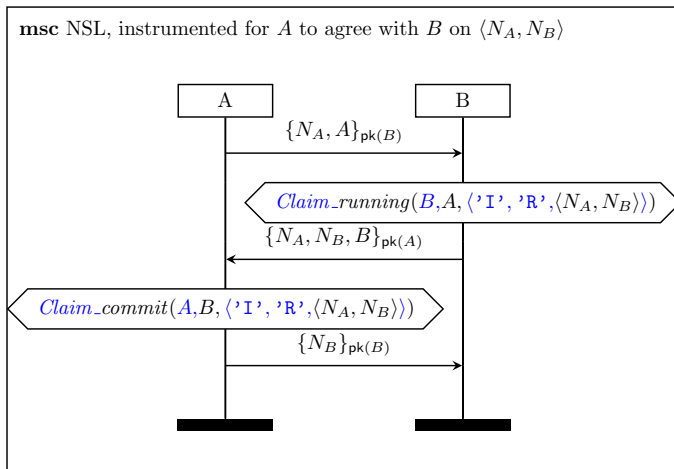 msc NSL, instrumented for A to agree with B on ⟨N_A, N_B⟩
A B
{N_A, A}_pk(B)
Claim_running(B,A,⟨'I','R',⟨N_A, N_B⟩⟩)
{N_A, N_B, B}_pk(A)
Claim_commit(A,B,⟨'I','R',⟨N_A, N_B⟩⟩)
{N_B}_pk(B)